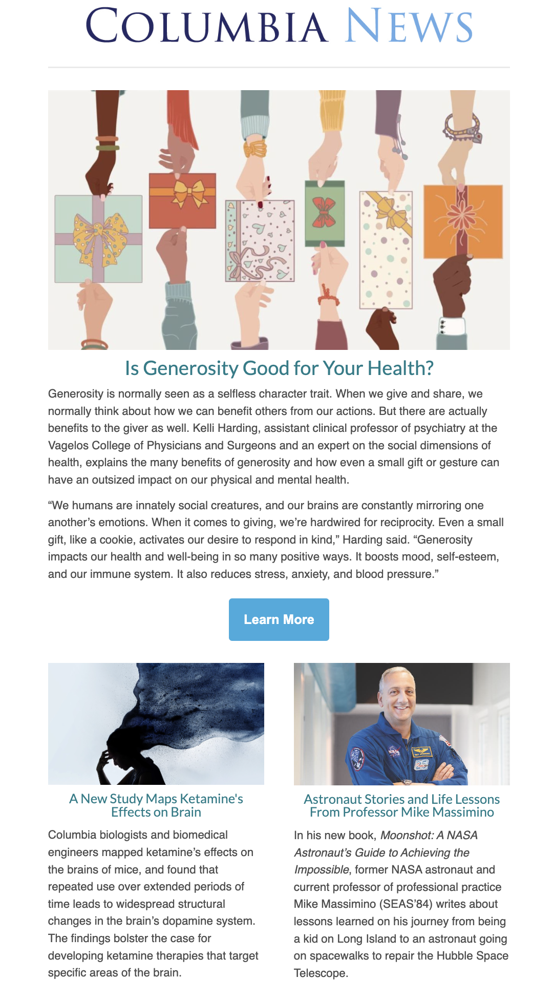 COLUMBIA NEWS
Is Generosity Good for Your Health?
Generosity is normally seen as a selfless character trait. When we give and share, we
normally think about how we can benefit others from our actions. But there are actually
benefits to the giver as well. Kelli Harding, assistant clinical professor of psychiatry at the
Vagelos College of Physicians and Surgeons and an expert on the social dimensions of
health, explains the many benefits of generosity and how even a small gift or gesture can
have an outsized impact on our physical and mental health.
“We humans are innately social creatures, and our brains are constantly mirroring one
another’s emotions. When it comes to giving, we’re hardwired for reciprocity. Even a small
gift, like a cookie, activates our desire to respond in kind,” Harding said. “Generosity
impacts our health and well-being in so many positive ways. It boosts mood, self-esteem,
and our immune system. It also reduces stress, anxiety, and blood pressure.”
Learn More
NASA
A New Study Maps Ketamine's
Effects on Brain
Columbia biologists and biomedical
engineers mapped ketamine’s effects on
the brains of mice, and found that
repeated use over extended periods of
time leads to widespread structural
changes in the brain’s dopamine system.
The findings bolster the case for
developing ketamine therapies that target
specific areas of the brain.
Astronaut Stories and Life Lessons
From Professor Mike Massimino
In his new book, Moonshot: A NASA
Astronaut’s Guide to Achieving the
Impossible, former NASA astronaut and
current professor of professional practice
Mike Massimino (SEAS’84) writes about
lessons learned on his journey from being
a kid on Long Island to an astronaut going
on spacewalks to repair the Hubble Space
Telescope.